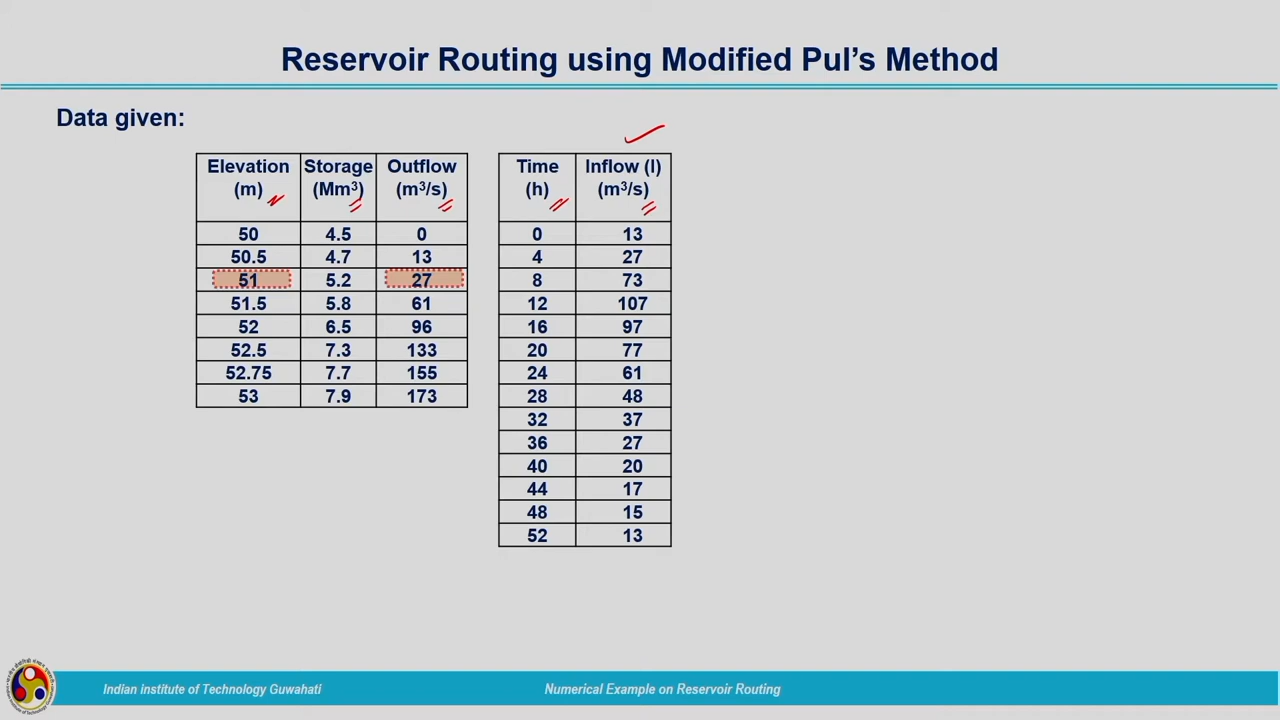 Reservoir Routing using Modified Pul's Method
Data given:
Elevation (m) Storage (Mm³) Outflow (m³/s)
50 4.5 0
50.5 4.7 13
51 5.2 27
51.5 5.8 61
52 6.5 96
52.5 7.3 133
52.75 7.7 155
53 7.9 173
Time (h) Inflow (I) (m³/s)
0 13
4 27
8 73
12 107
16 97
20 77
24 61
28 48
32 37
36 27
40 20
44 17
48 15
52 13
Indian institute of Technology Guwahati
Numerical Example on Reservoir Routing